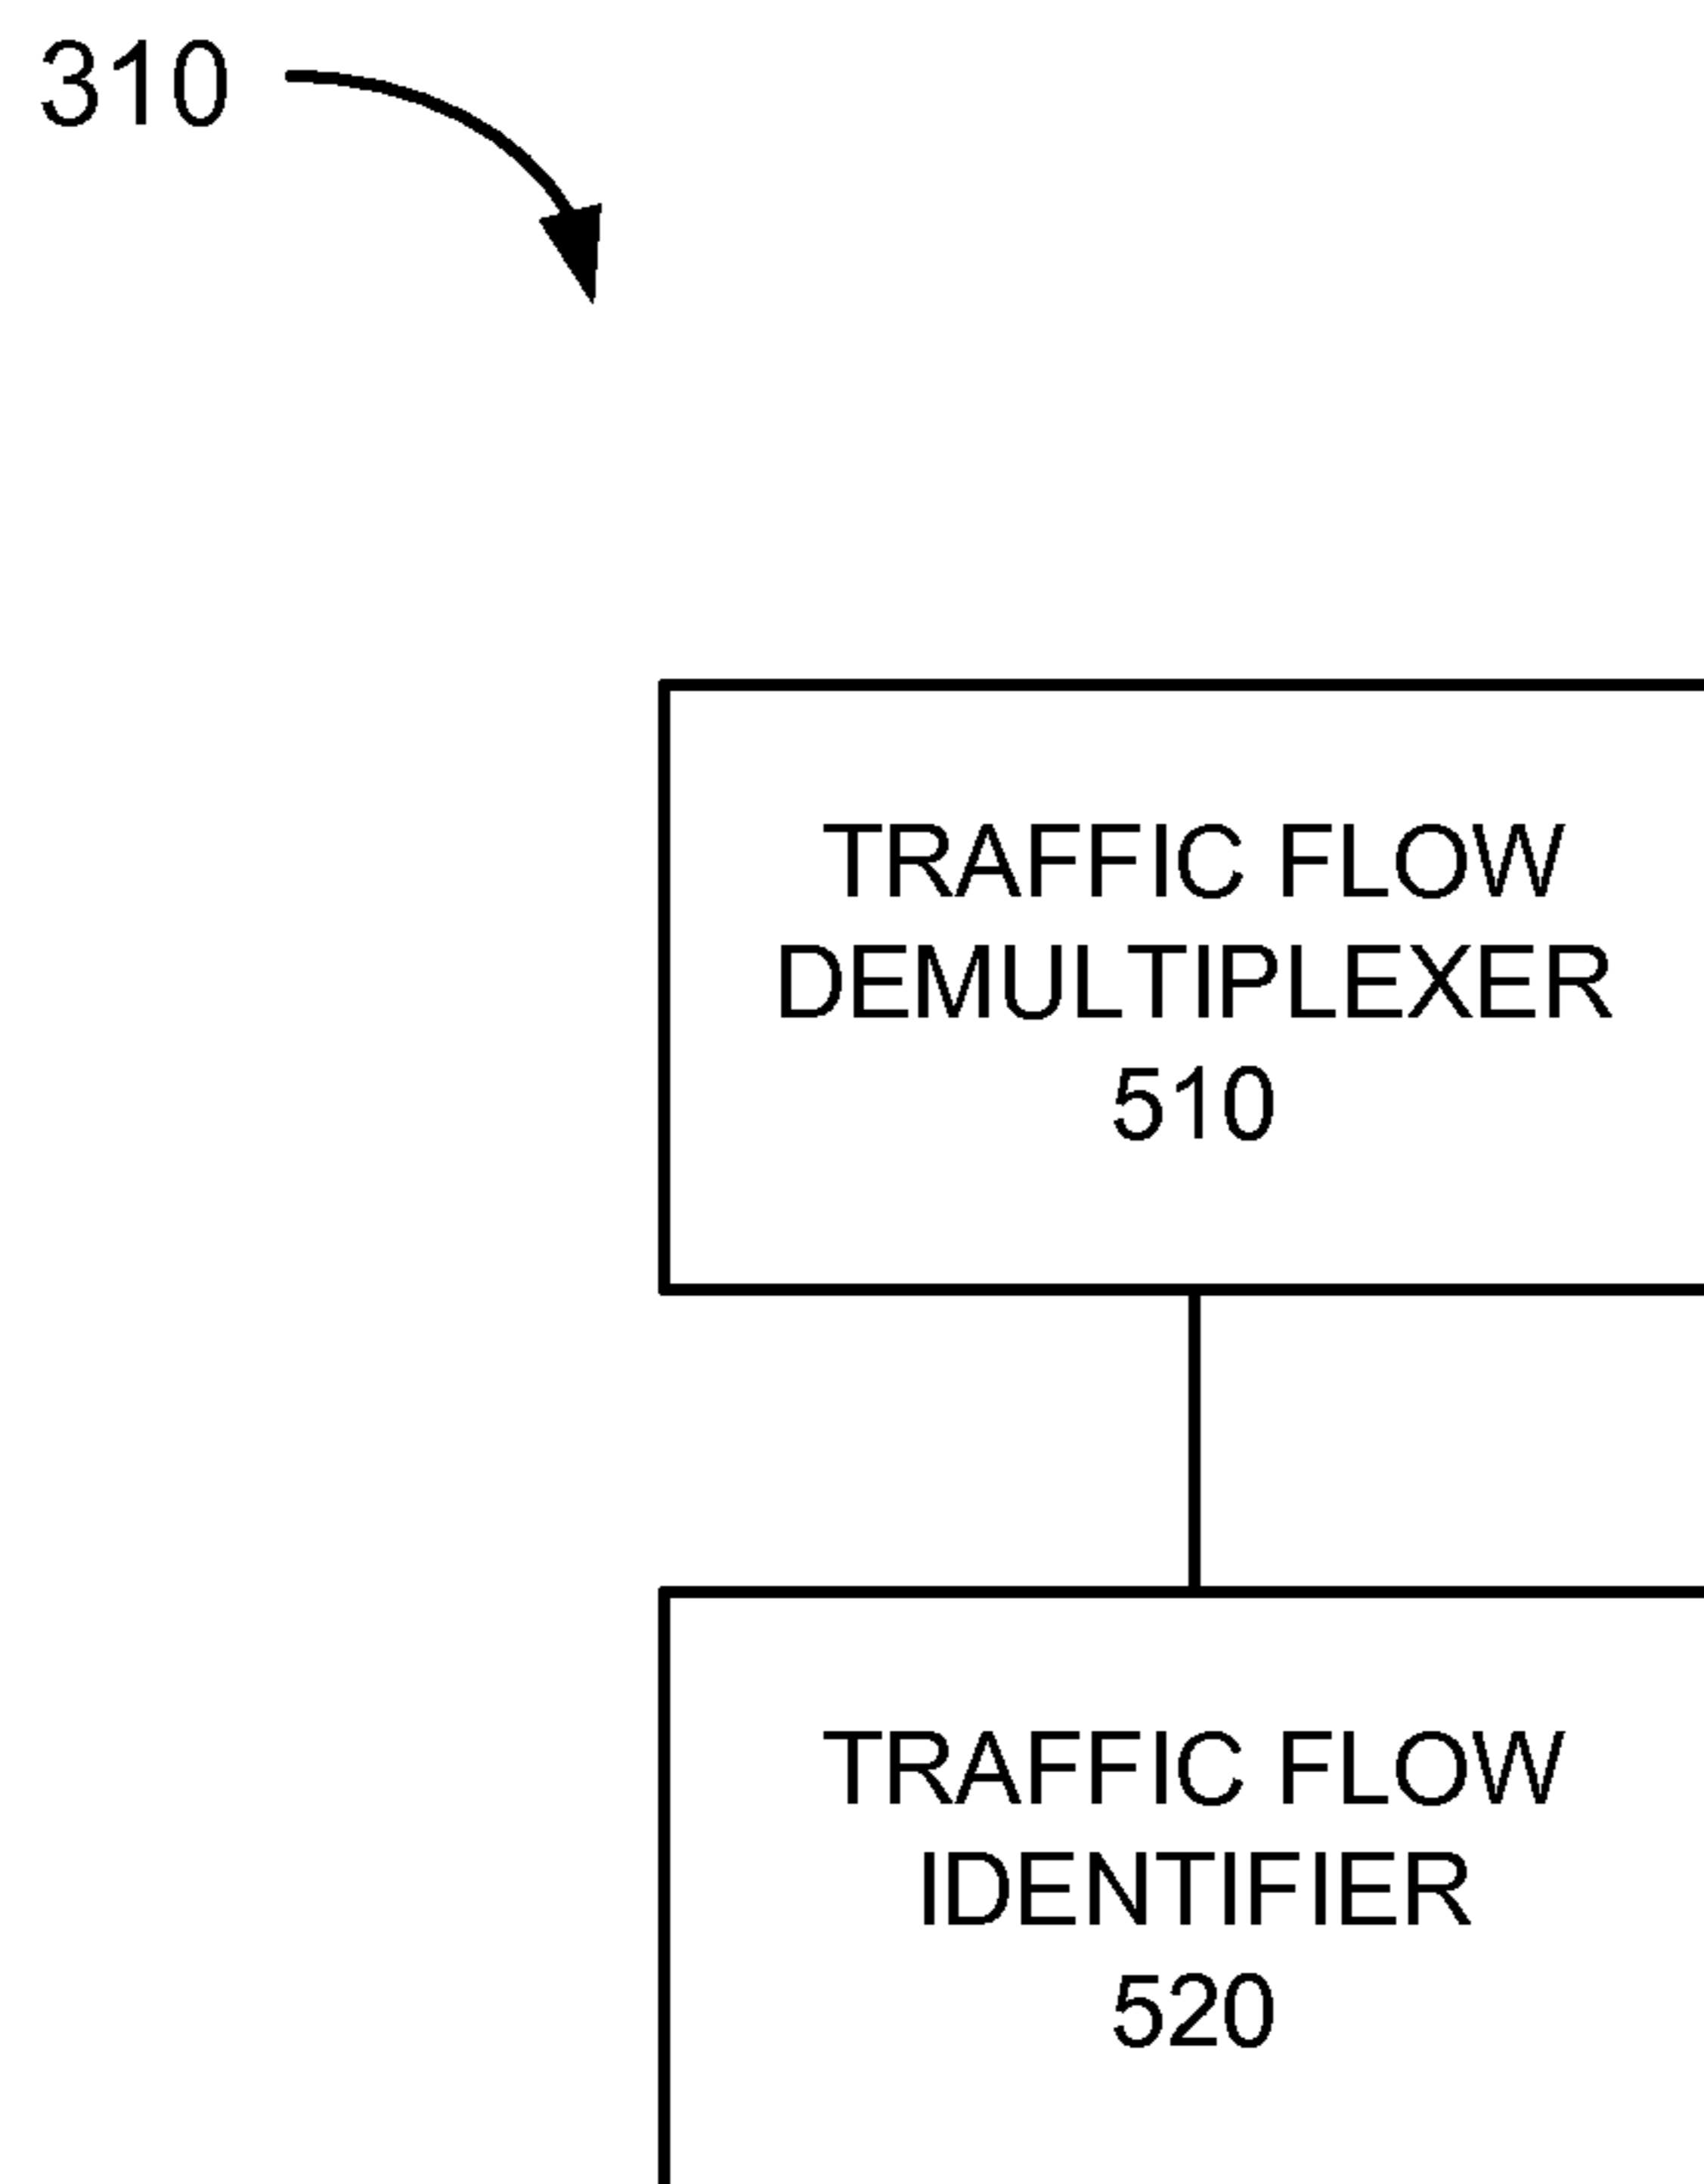 310
TRAFFIC FLOW
DEMULTIPLEXER
510
TRAFFIC FLOW
IDENTIFIER
520